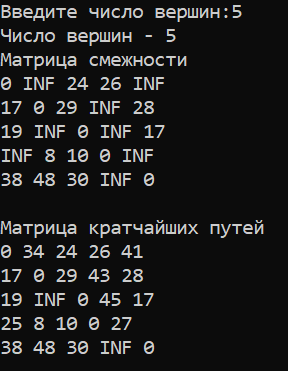 Введите число вершин:5
Число вершин - 5
Матрица смежности
0 INF 24 26 INF
17 0 29 INF 28
19 INF 0 INF 17
INF 8 10 0 INF
38 48 30 INF 0

Матрица кратчайших путей
0 34 24 26 41
17 0 29 43 28
19 INF 0 45 17
25 8 10 0 27
38 48 30 INF 0